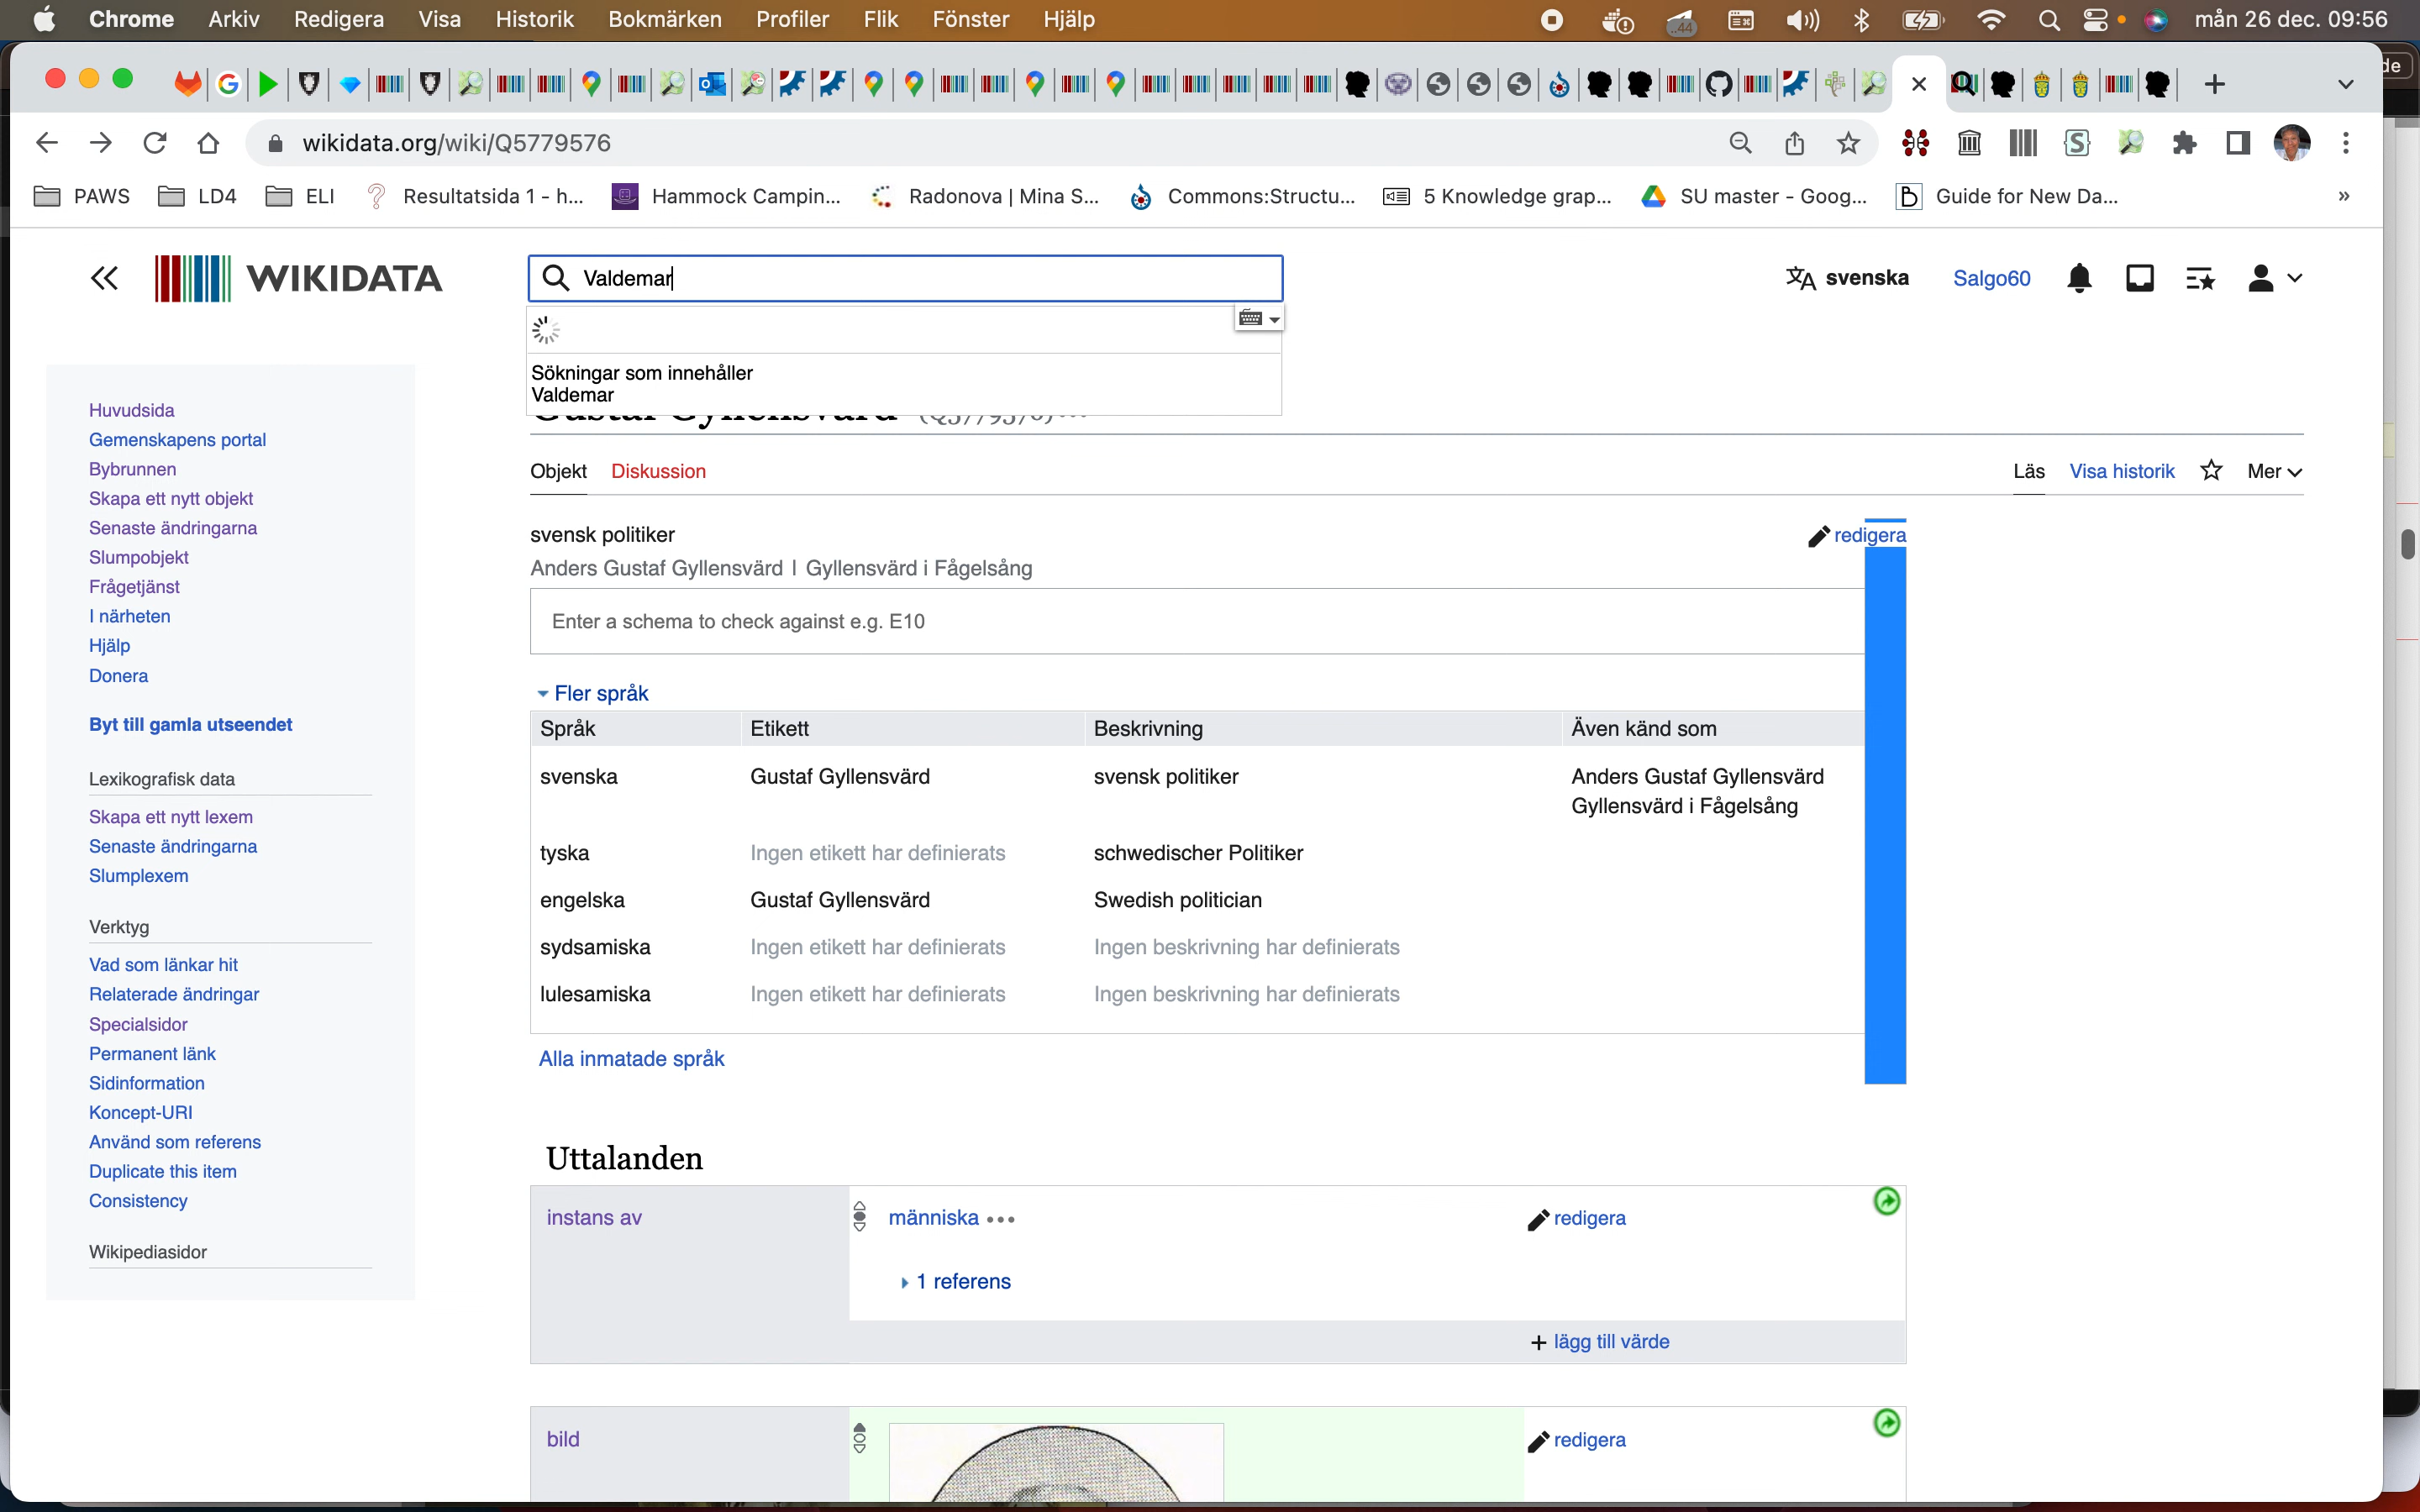 Chrome Arkiv Redigera Visa Historik Bokmärken Profiler Flik Fönster Hjälp 44 mån 26 dec. 09:56
de
wikidata.org/wiki/Q5779576
PAWS LD4 ELI Resultatsida 1 - h... Hammock Campin... Radonova | Mina S... Commons:Structu... 5 Knowledge grap... SU master - Goog... Guide for New Da... »
WIKIDATA
Valdemar
svenska Salgo60
Sökningar som innehåller
Valdemar
Gustaf Gyllensvärd (Q5779576)
Objekt Diskussion Läs Visa historik Mer
svensk politiker redigera
Anders Gustaf Gyllensvärd | Gyllensvärd i Fågelsång
Enter a schema to check against e.g. E10
Fler språk
Språk Etikett Beskrivning Även känd som
svenska Gustaf Gyllensvärd svensk politiker Anders Gustaf Gyllensvärd
Gyllensvärd i Fågelsång
tyska Ingen etikett har definierats schwedischer Politiker
engelska Gustaf Gyllensvärd Swedish politician
sydsamiska Ingen etikett har definierats Ingen beskrivning har definierats
lulesamiska Ingen etikett har definierats Ingen beskrivning har definierats
Alla inmatade språk
Uttalanden
instans av människa redigera
1 referens
+ lägg till värde
bild redigera
Huvudsida
Gemenskapens portal
Bybrunnen
Skapa ett nytt objekt
Senaste ändringarna
Slumpobjekt
Frågetjänst
I närheten
Hjälp
Donera
Byt till gamla utseendet
Lexikografisk data
Skapa ett nytt lexem
Senaste ändringarna
Slumplexem
Verktyg
Vad som länkar hit
Relaterade ändringar
Specialsidor
Permanent länk
Sidinformation
Koncept-URI
Använd som referens
Duplicate this item
Consistency
Wikipediasidor